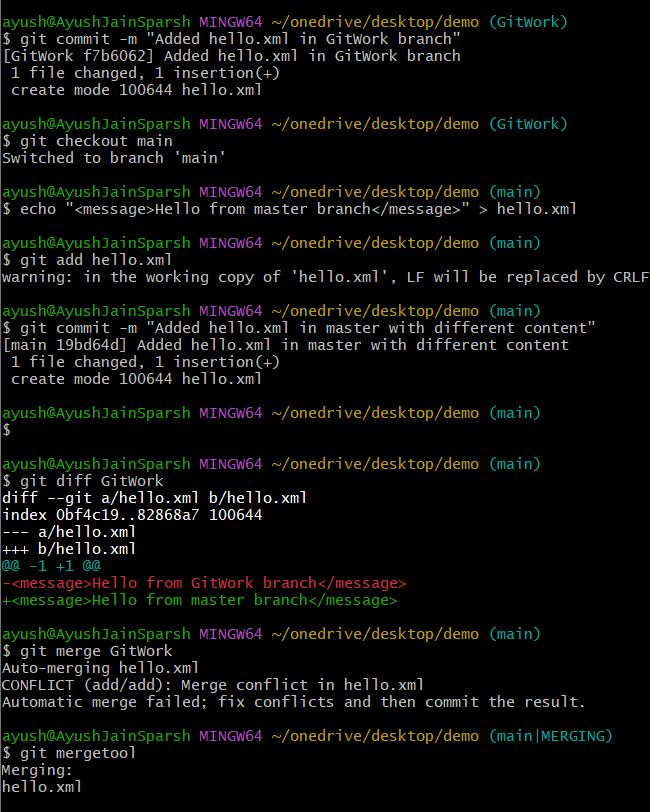 ayush@AyushJainSparsh MINGW64 ~/onedrive/desktop/demo (GitWork)
$ git commit -m "Added hello.xml in GitWork branch"
[GitWork f7b6062] Added hello.xml in GitWork branch
 1 file changed, 1 insertion(+)
 create mode 100644 hello.xml
ayush@AyushJainSparsh MINGW64 ~/onedrive/desktop/demo (GitWork)
$ git checkout main
Switched to branch 'main'
ayush@AyushJainSparsh MINGW64 ~/onedrive/desktop/demo (main)
$ echo "<message>Hello from master branch</message>" > hello.xml
ayush@AyushJainSparsh MINGW64 ~/onedrive/desktop/demo (main)
$ git add hello.xml
warning: in the working copy of 'hello.xml', LF will be replaced by CRLF
ayush@AyushJainSparsh MINGW64 ~/onedrive/desktop/demo (main)
$ git commit -m "Added hello.xml in master with different content"
[main 19bd64d] Added hello.xml in master with different content
 1 file changed, 1 insertion(+)
 create mode 100644 hello.xml
ayush@AyushJainSparsh MINGW64 ~/onedrive/desktop/demo (main)
$
ayush@AyushJainSparsh MINGW64 ~/onedrive/desktop/demo (main)
$ git diff GitWork
diff --git a/hello.xml b/hello.xml
index 0bf4c19..82868a7 100644
--- a/hello.xml
+++ b/hello.xml
@@ -1 +1 @@
-<message>Hello from GitWork branch</message>
+<message>Hello from master branch</message>
ayush@AyushJainSparsh MINGW64 ~/onedrive/desktop/demo (main)
$ git merge GitWork
Auto-merging hello.xml
CONFLICT (add/add): Merge conflict in hello.xml
Automatic merge failed; fix conflicts and then commit the result.
ayush@AyushJainSparsh MINGW64 ~/onedrive/desktop/demo (main|MERGING)
$ git mergetool
Merging:
hello.xml